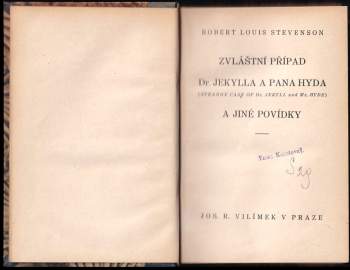 ROBERT LOUIS STEVENSON
ZVLÁŠTNÍ PŘÍPAD
Dr JEKYLLA A PANA HYDA
(STRANGE CASE OF Dr. JEKYLL and Mr. HYDE)
A JINÉ POVÍDKY
JOS. R. VILÍMEK V PRAZE